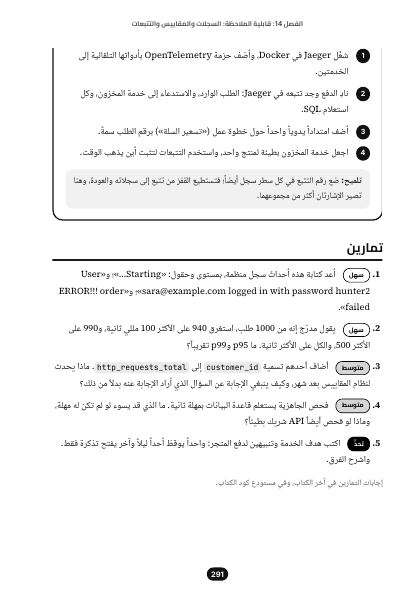 الفصل 14: قابلية الملاحظة: السجلات والمقاييس والتتبعات
1 شغّل Jaeger في Docker، وأضف حزمة OpenTelemetry بأدواتها التلقائية إلى
الخدمتين.
2 ناد الدفع وجد تتبعه في Jaeger: الطلب الوارد، والاستدعاء إلى خدمة المخزون، وكل
استعلام SQL.
3 أضف امتداداً يدوياً واحداً حول خطوة عمل («تسعير السلة») برقم الطلب سمةً.
4 اجعل خدمة المخزون بطيئة لمنتج واحد، واستخدم التتبعات لتثبت أين يذهب الوقت.
تلميح: ضع رقم التتبع في كل سطر سجل أيضاً؛ فتستطيع القفز من تتبع إلى سجلاته والعودة، وهنا
تصير الإشارتان أكثر من مجموعهما.
تمارين
1. سهل أعد كتابة هذه أحداث سجل منظمة، بمستوى وحقول: «Starting...»؛ و«User
sara@example.com logged in with password hunter2»؛ و«ERROR!!! order
failed».
2. سهل يقول مدرّج إنه من 1000 طلب، استغرق 940 على الأكثر 100 مللي ثانية، و990 على
الأكثر 500، والكل على الأكثر ثانية. ما p95 وp99 تقريباً؟
3. متوسط أضاف أحدهم تسمية customer_id إلى http_requests_total. ماذا يحدث
لنظام المقاييس بعد شهر، وكيف ينبغي الإجابة عن السؤال الذي أراد الإجابة عنه بدلاً من ذلك؟
4. متوسط فحص الجاهزية يستعلم قاعدة البيانات بمهلة ثانية. ما الذي قد يسوء لو لم تكن له مهلة،
وماذا لو فحص أيضاً API شريك بطيئاً؟
5. تحدٍّ اكتب هدف الخدمة وتنبيهين لدفع المتجر: واحداً يوقظ أحداً ليلاً وآخر يفتح تذكرة فقط.
واشرح الفرق.
إجابات التمارين في آخر الكتاب، وفي مستودع كود الكتاب.
291